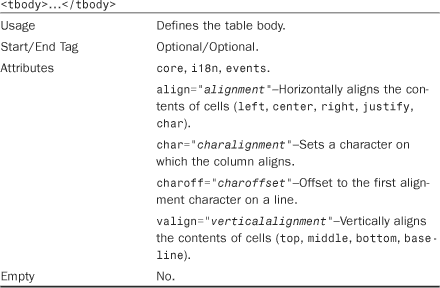 <tbody>...</tbody>
Usage Defines the table body.
Start/End Tag Optional/Optional.
Attributes core, i18n, events.
align="alignment"–Horizontally aligns the con-
tents of cells (left, center, right, justify,
char).
char="charalignment"–Sets a character on
which the column aligns.
charoff="charoffset"–Offset to the first align-
ment character on a line.
valign="verticalalignment"–Vertically aligns
the contents of cells (top, middle, bottom, base-
line).
Empty No.